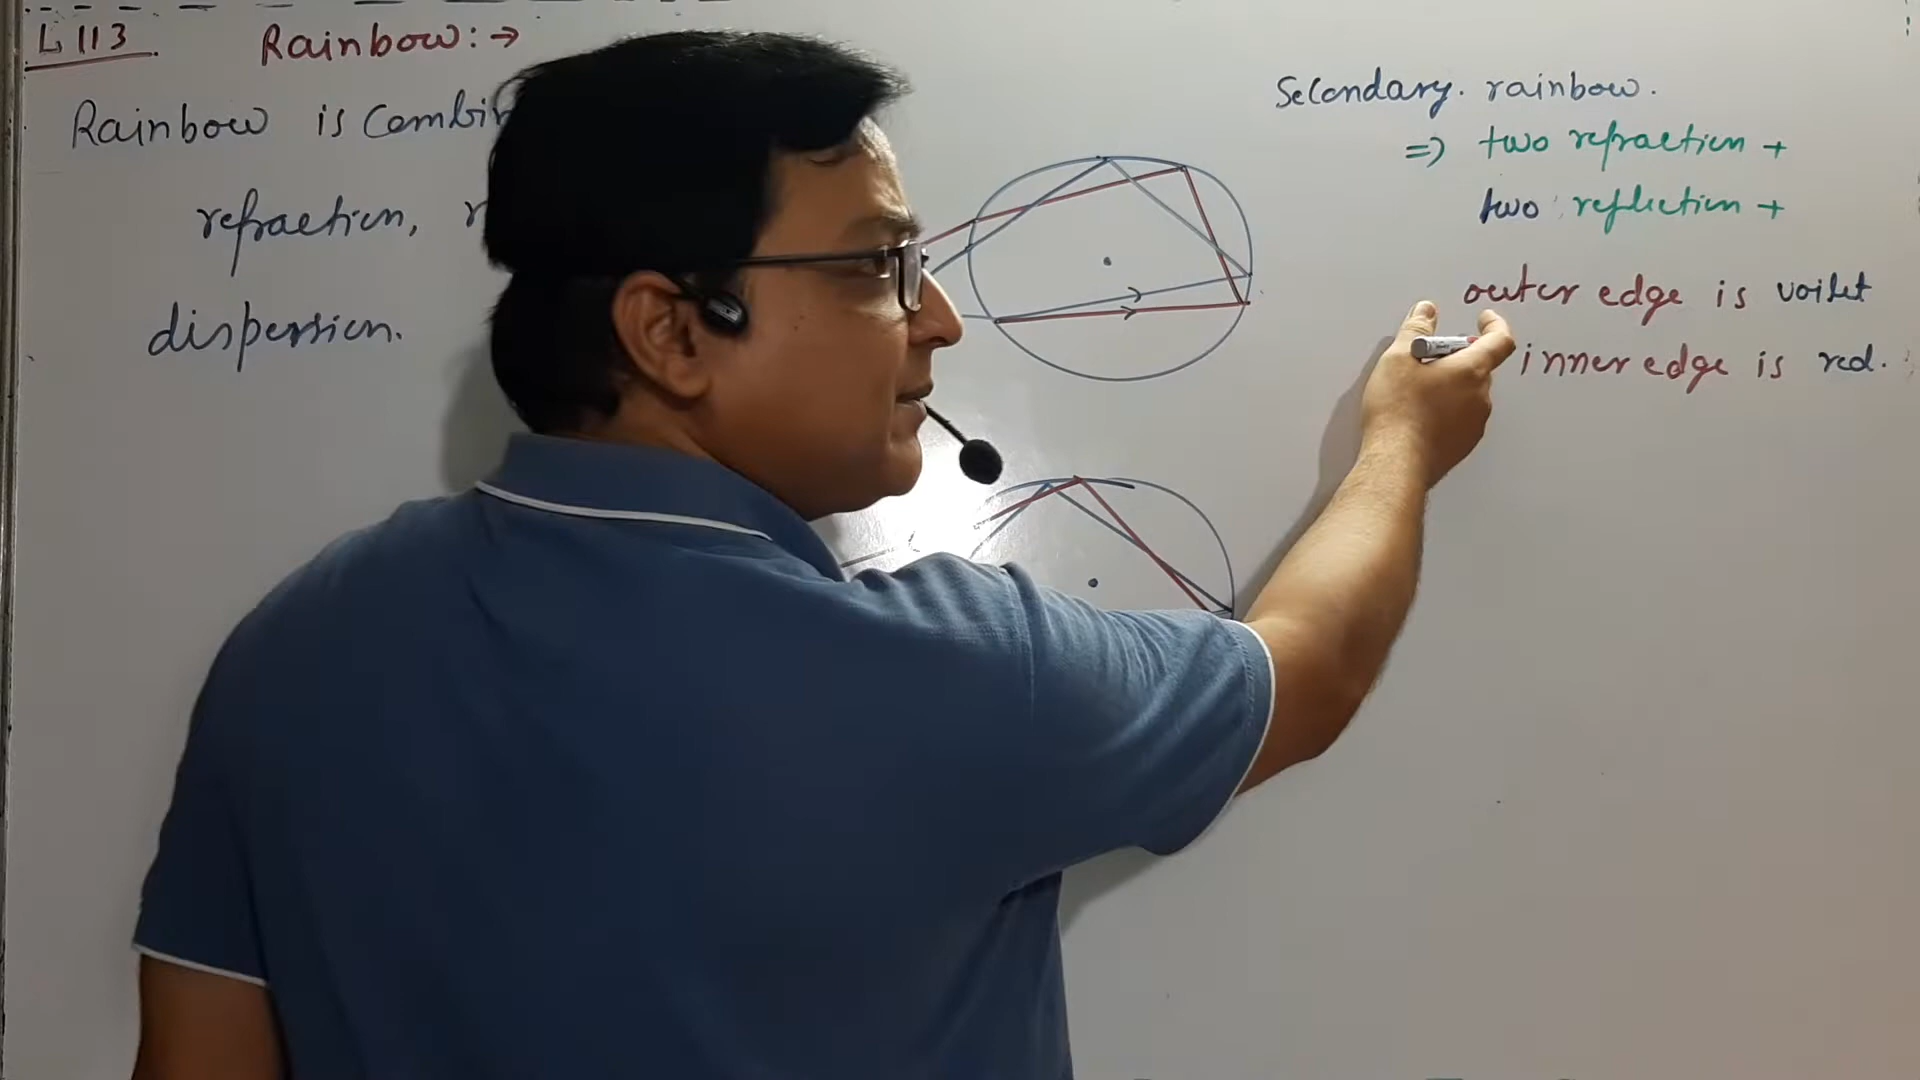 L 113
Rainbow:→
Rainbow is Combin
refraction, r
dispersion.
Secondary. rainbow.
=) two refraction +
two reflection +
outer edge is voilet
inner edge is red.